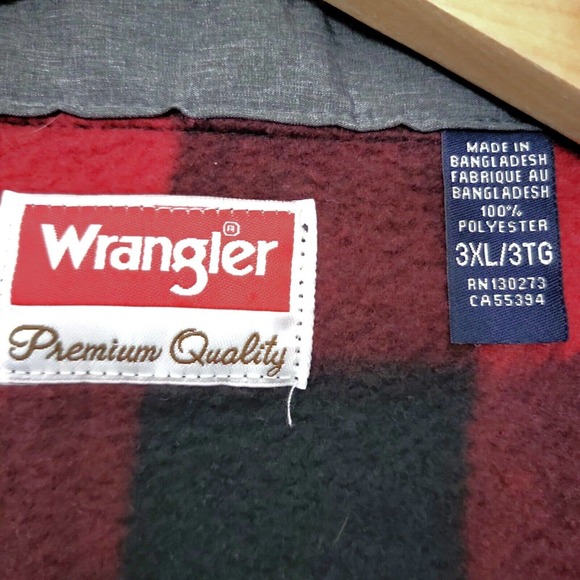 Wrangler®
Premium Quality
MADE IN
BANGLADESH
FABRIQUE AU
BANGLADESH
100%
POLYESTER
3XL/3TG
RN130273
CA55394